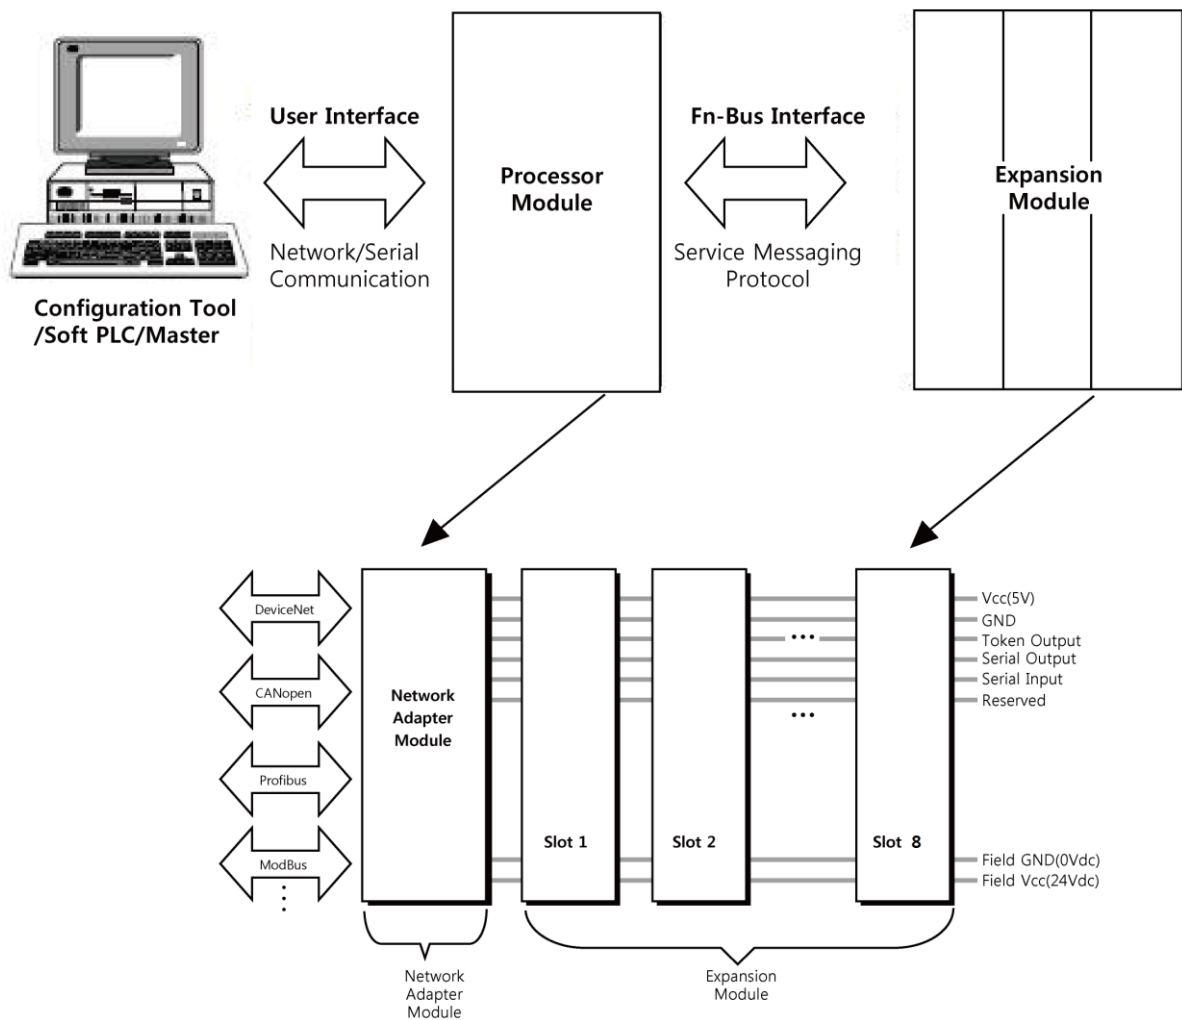 User Interface
Fn-Bus Interface
Processor
Module
Expansion
Module
Network/Serial
Communication
Service Messaging
Protocol
Configuration Tool
/Soft PLC/Master
DeviceNet
CANopen
Profibus
ModBus
Network
Adapter
Module
Slot 1
Slot 2
Slot 8
Vcc(5V)
GND
Token Output
Serial Output
Serial Input
Reserved
Field GND(0Vdc)
Field Vcc(24Vdc)
Network
Adapter
Module
Expansion
Module